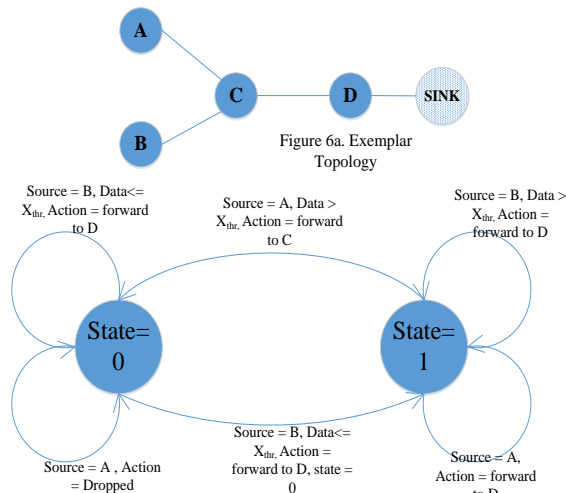 A
C
D
SINK
B
Figure 6a. Exemplar
Topology
Source = B, Data<=
Xthr, Action = forward
to D
Source = A, Data >
Xthr, Action = forward
to C
Source = B, Data >
Xthr, Action =
forward to D
State=
0
State=
1
Source = A , Action
= Dropped
Source = B, Data<=
Xthr, Action =
forward to D, state =
0
Source = A,
Action = forward
to D